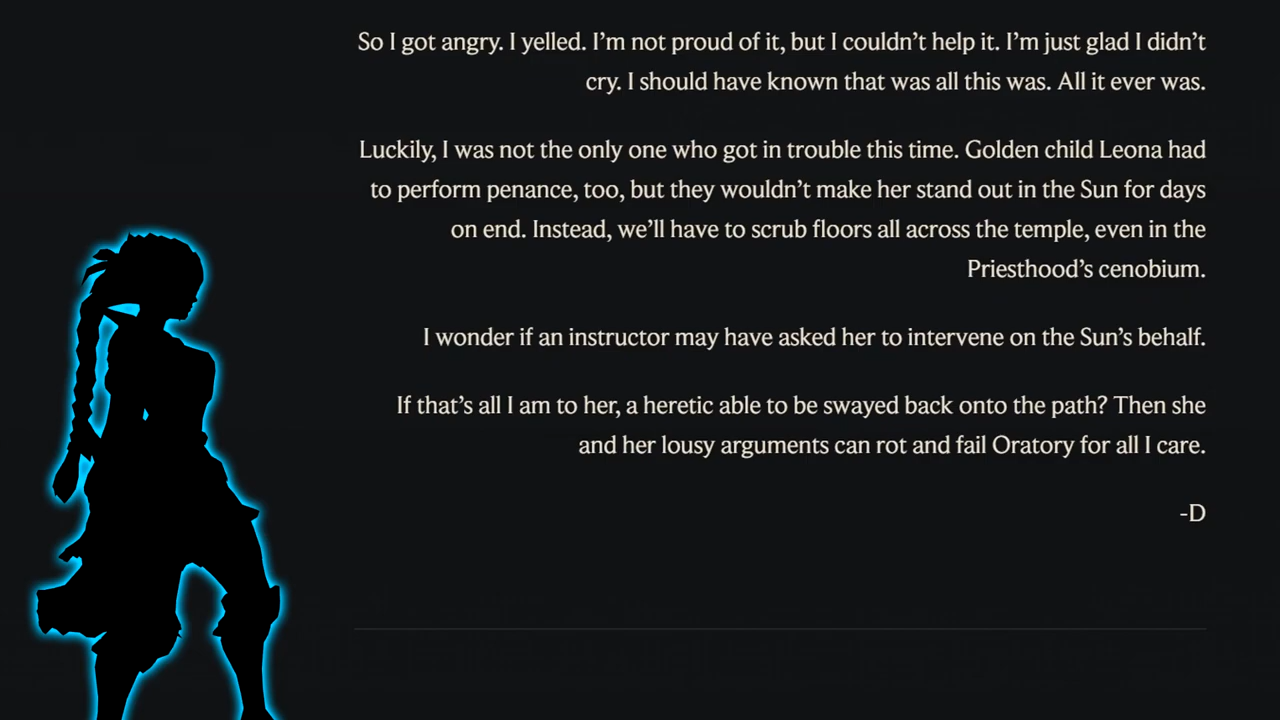 So I got angry. I yelled. I’m not proud of it, but I couldn’t help it. I’m just glad I didn’t
cry. I should have known that was all this was. All it ever was.
Luckily, I was not the only one who got in trouble this time. Golden child Leona had
to perform penance, too, but they wouldn’t make her stand out in the Sun for days
on end. Instead, we’ll have to scrub floors all across the temple, even in the
Priesthood’s cenobium.
I wonder if an instructor may have asked her to intervene on the Sun’s behalf.
If that’s all I am to her, a heretic able to be swayed back onto the path? Then she
and her lousy arguments can rot and fail Oratory for all I care.
-D